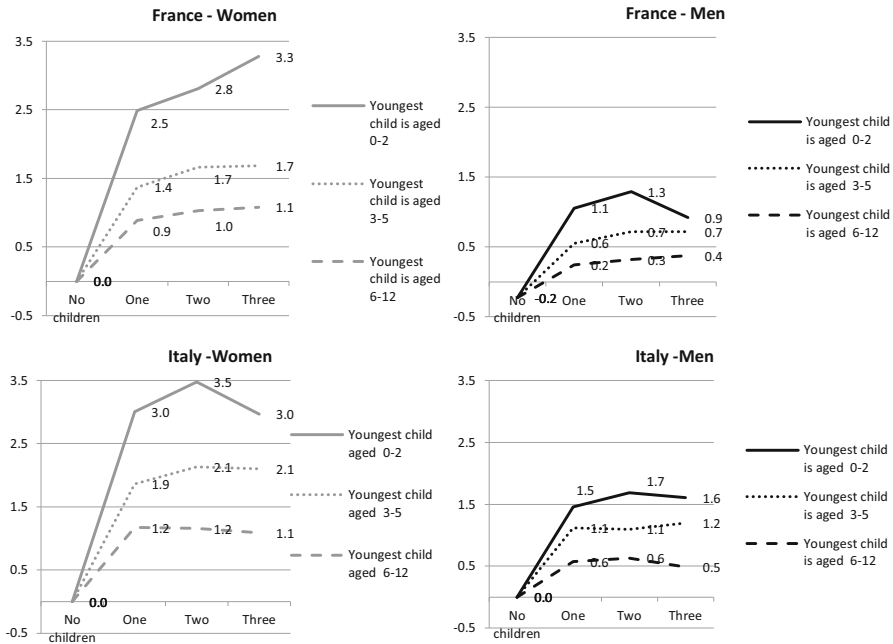 France - Women
3.5
2.5
1.5
0.5
-0.5
3.3
2.8
2.5
1.7
1.7
1.4
1.1
1.0
0.9
0.0
No
children
One
Two
Three
Youngest
child is aged
0-2
Youngest
child is aged
3-5
Youngest
child is aged
6-12
France - Men
3.5
2.5
1.5
0.5
-0.5
1.1
1.3
0.9
0.6
0.7
0.7
0.2
0.3
0.4
-0.2
No
children
One
Two
Three
Youngest child
is aged 0-2
Youngest child
is aged 3-5
Youngest child
is aged 6-12
Italy -Women
3.5
2.5
1.5
0.5
-0.5
3.0
3.5
3.0
1.9
2.1
2.1
1.2
1.2
1.1
0.0
No
children
One
Two
Three
Youngest child
aged 0-2
Youngest child
aged 3-5
Youngest child
aged 6-12
Italy -Men
3.5
2.5
1.5
0.5
-0.5
1.5
1.7
1.6
1.1
1.1
1.2
0.6
0.6
0.5
0.0
No
children
One
Two
Three
Youngest child
is aged 0-2
Youngest child
is aged 3-5
Youngest child
is aged 6-12